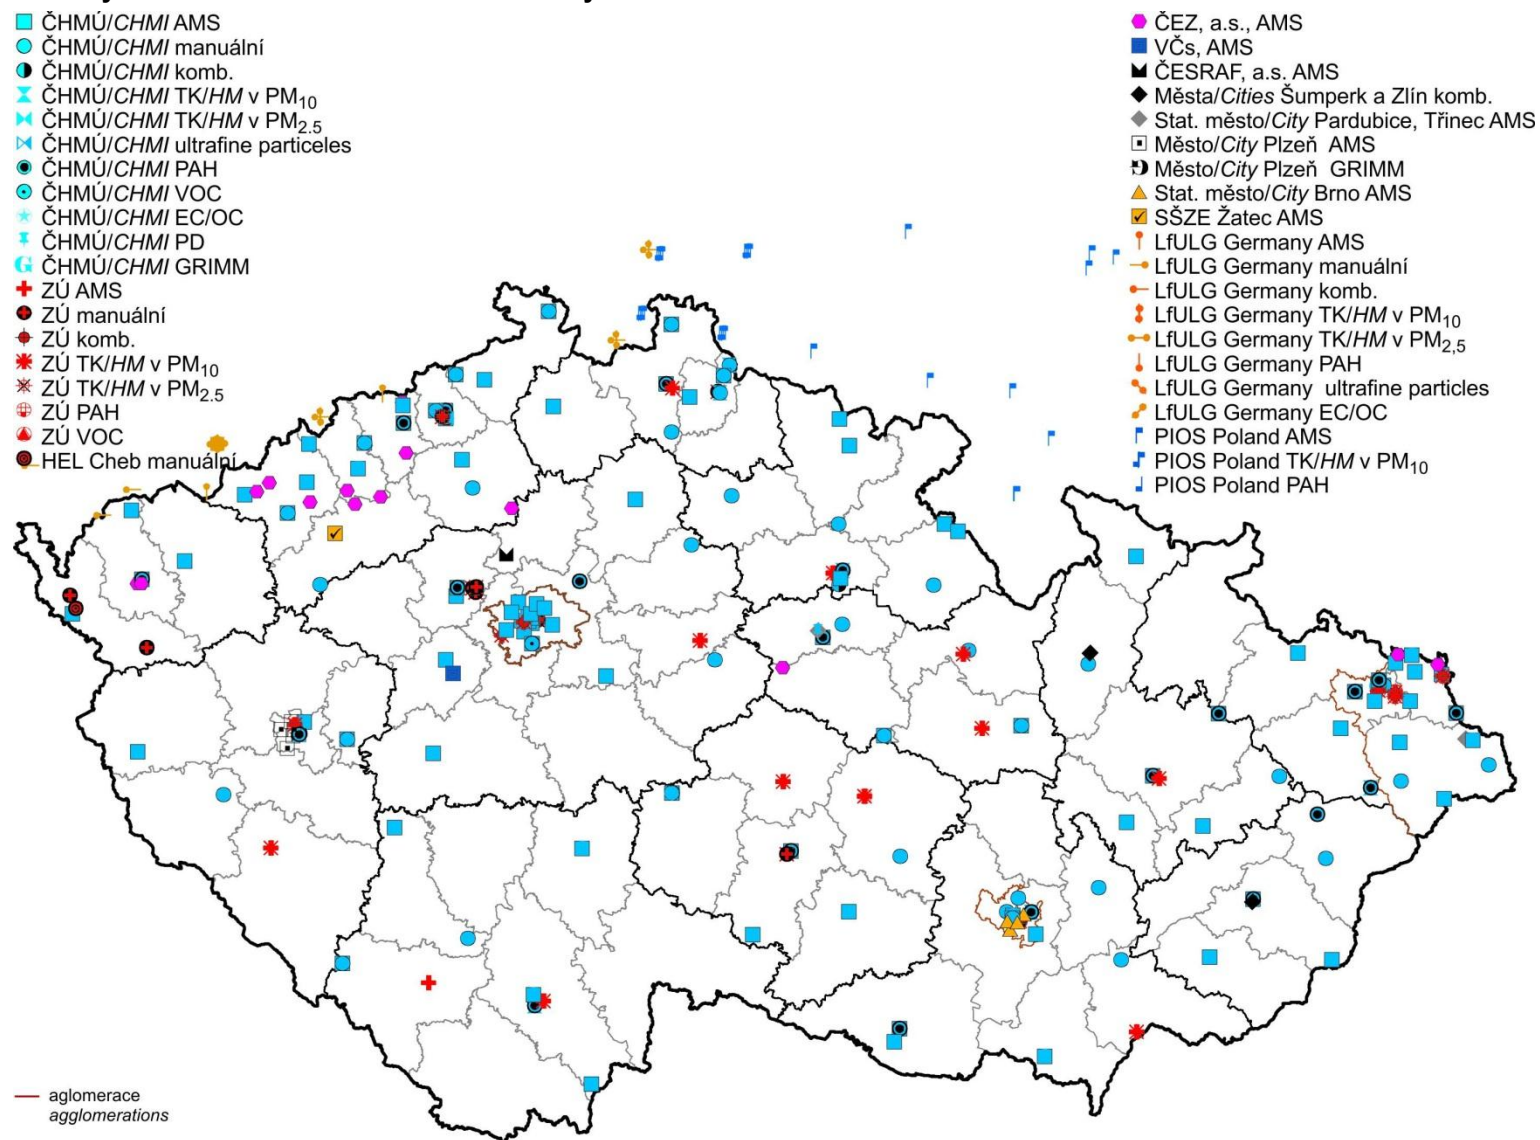 ČHMÚ/CHMI AMS
ČHMÚ/CHMI manuální
ČHMÚ/CHMI komb.
ČHMÚ/CHMI TK/HM v PM10
ČHMÚ/CHMI TK/HM v PM2.5
ČHMÚ/CHMI ultrafine particeles
ČHMÚ/CHMI PAH
ČHMÚ/CHMI VOC
ČHMÚ/CHMI EC/OC
ČHMÚ/CHMI PD
G ČHMÚ/CHMI GRIMM
ZÚ AMS
ZÚ manuální
ZÚ komb.
ZÚ TK/HM v PM10
ZÚ TK/HM v PM2.5
ZÚ PAH
ZÚ VOC
HEL Cheb manuální
ČEZ, a.s., AMS
VČs, AMS
ČESRAF, a.s. AMS
Města/Cities Šumperk a Zlín komb.
Stat. město/City Pardubice, Třinec AMS
Město/City Plzeň AMS
Město/City Plzeň GRIMM
Stat. město/City Brno AMS
SŠZE Žatec AMS
LfULG Germany AMS
LfULG Germany manuální
LfULG Germany komb.
LfULG Germany TK/HM v PM10
LfULG Germany TK/HM v PM2,5
LfULG Germany PAH
LfULG Germany ultrafine particles
LfULG Germany EC/OC
PIOS Poland AMS
PIOS Poland TK/HM v PM10
PIOS Poland PAH
aglomerace
agglomerations